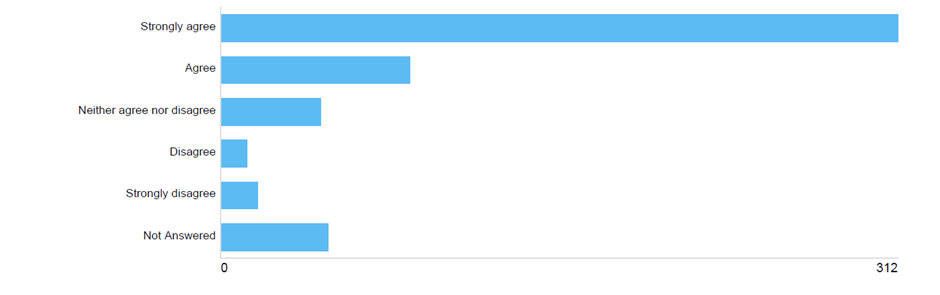 Strongly agree
Agree
Neither agree nor disagree
Disagree
Strongly disagree
Not Answered
0 312